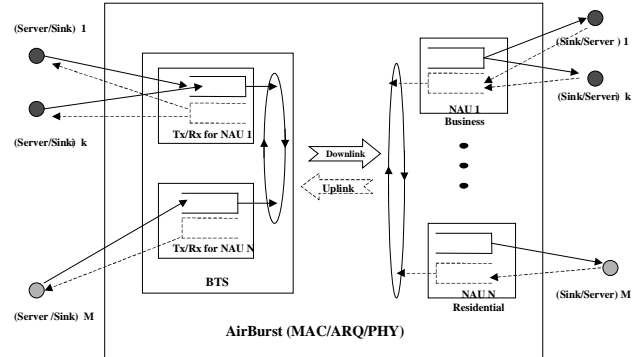 (Server/Sink) 1
(Server/Sink) k
(Server /Sink) M
Tx/Rx for NAU 1
Tx/Rx for NAU N
BTS
Downlink
Uplink
NAU 1
Business
NAU N
Residential
(Sink/Server ) 1
(Sink/Server) k
(Sink/Server) M
AirBurst (MAC/ARQ/PHY)